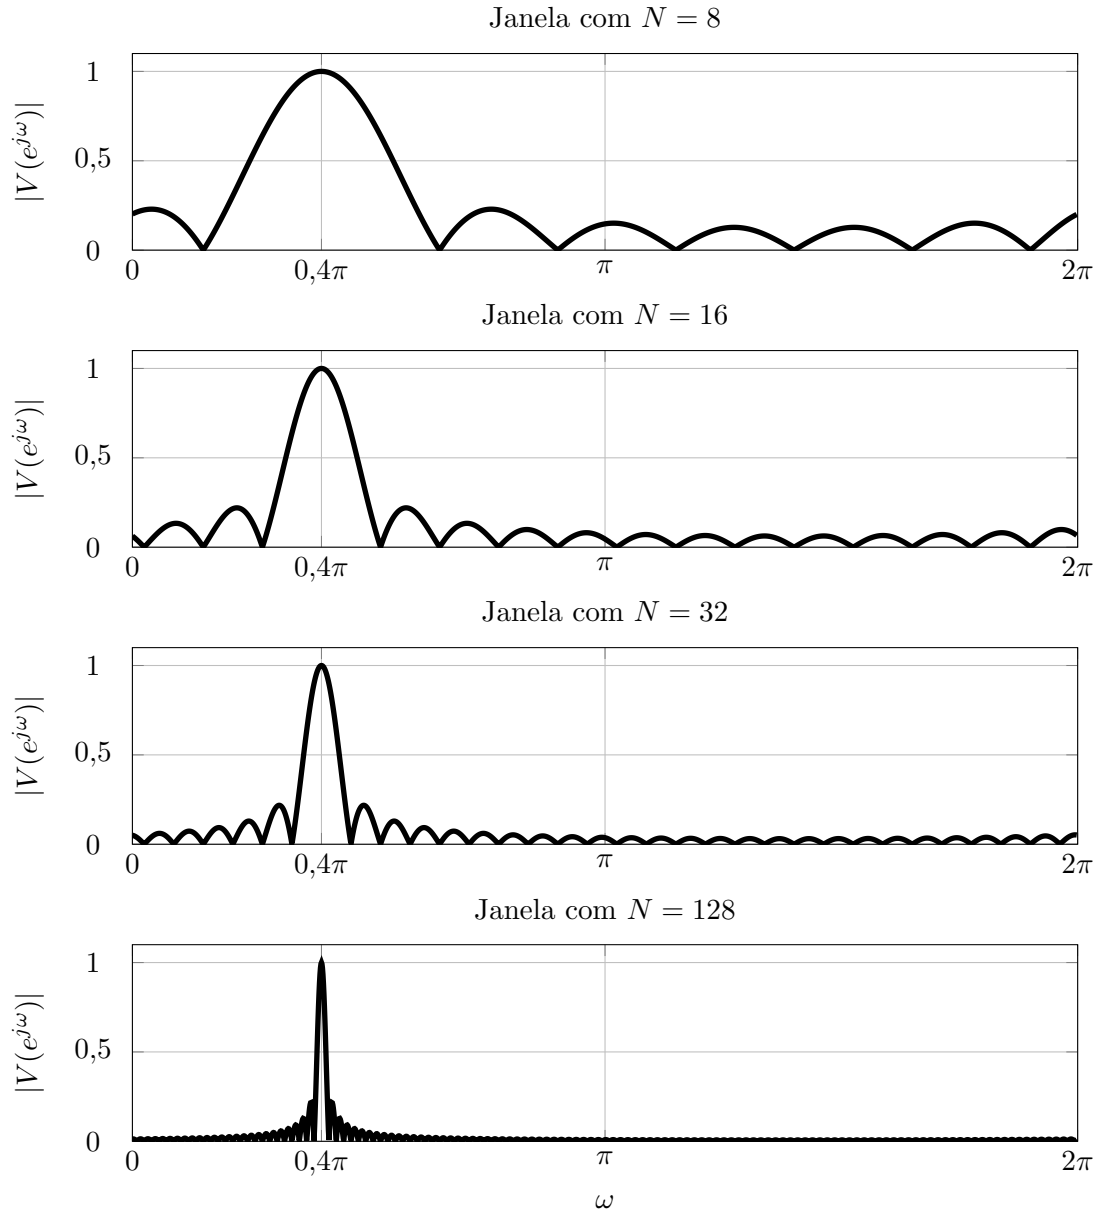 Janela com N = 8
|V(e^{jω})|
1
0,5
0
0 0,4π π 2π
Janela com N = 16
|V(e^{jω})|
1
0,5
0
0 0,4π π 2π
Janela com N = 32
|V(e^{jω})|
1
0,5
0
0 0,4π π 2π
Janela com N = 128
|V(e^{jω})|
1
0,5
0
0 0,4π π 2π
ω